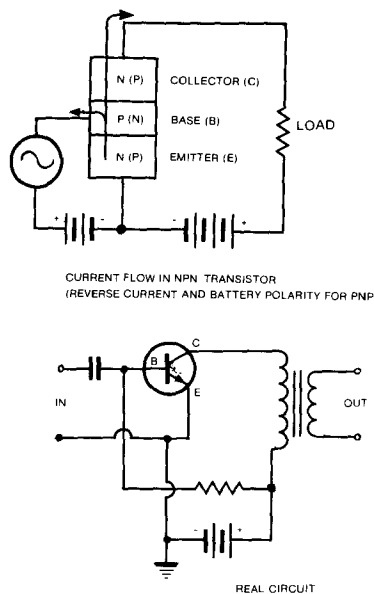 N (P) COLLECTOR (C)
P (N) BASE (B)
N (P) EMITTER (E)
LOAD
+ - - +
CURRENT FLOW IN NPN TRANSISTOR
(REVERSE CURRENT AND BATTERY POLARITY FOR PNP
C
B
E
IN
OUT
- +
REAL CIRCUIT